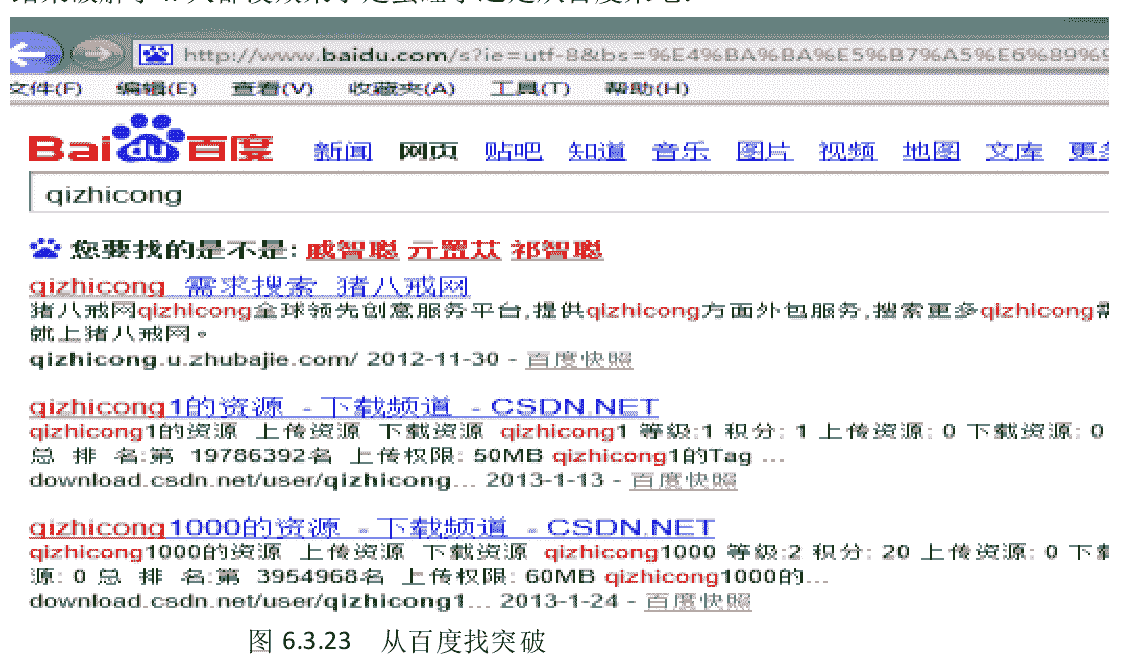 http://www.baidu.com/s?ie=utf-8&bs=%E4%BA%BA%E5%B7%A5%E6%89%9
文件(F) 编辑(E) 查看(V) 收藏夹(A) 工具(T) 帮助(H)
Bai du 百度 新闻 网页 贴吧 知道 音乐 图片 视频 地图 文库
qizhicong
您要找的是不是: 戚智聪 亓置苁 祁智聪
qizhicong_需求搜索_猪八戒网
猪八戒网qizhicong全球领先创意服务平台,提供qizhicong方面外包服务,搜索更多qizhicong
就上猪八戒网。
qizhicong.u.zhubajie.com/ 2012-11-30 - 百度快照
qizhicong1的资源 - 下载频道 - CSDN.NET
qizhicong1的资源 上传资源 下载资源 qizhicong1 等级:1 积分: 1 上传资源: 0 下载资源: 0
总 排 名:第 19786392名 上传权限: 50MB qizhicong1的Tag ...
download.csdn.net/user/qizhicong... 2013-1-13 - 百度快照
qizhicong1000的资源 - 下载频道 - CSDN.NET
qizhicong1000的资源 上传资源 下载资源 qizhicong1000 等级:2 积分: 20 上传资源: 0 下
源: 0 总 排 名:第 3954968名 上传权限: 60MB qizhicong1000的...
download.csdn.net/user/qizhicong1... 2013-1-24 - 百度快照
图 6.3.23 从百度找突破